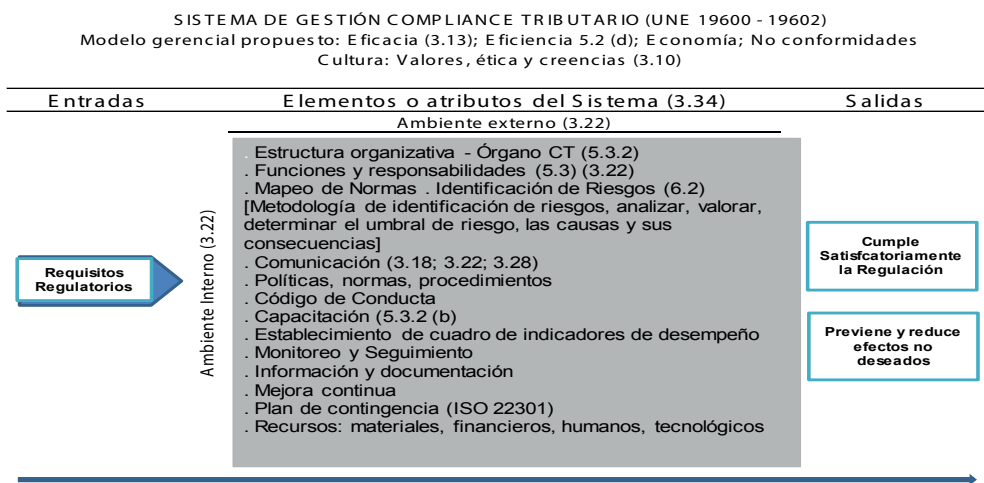 SISTEMA DE GESTIÓN COMPLIANCE TRIBUTARIO (UNE 19600 - 19602)
Modelo gerencial propuesto: Eficacia (3.13); Eficiencia 5.2 (d); Economía; No conformidades
Cultura: Valores, ética y creencias (3.10)
Entradas
Elementos o atributos del Sistema (3.34)
Salidas
Ambiente externo (3.22)
Requisitos
Regulatorios
Ambiente Interno (3.22)
. Estructura organizativa - Órgano CT (5.3.2)
. Funciones y responsabilidades (5.3) (3.22)
. Mapeo de Normas . Identificación de Riesgos (6.2)
[Metodología de identificación de riesgos, analizar, valorar,
determinar el umbral de riesgo, las causas y sus
consecuencias]
. Comunicación (3.18; 3.22; 3.28)
. Políticas, normas, procedimientos
. Código de Conducta
. Capacitación (5.3.2 (b)
. Establecimiento de cuadro de indicadores de desempeño
. Monitoreo y Seguimiento
. Información y documentación
. Mejora continua
. Plan de contingencia (ISO 22301)
. Recursos: materiales, financieros, humanos, tecnológicos
Cumple
Satisfcatoriamente
la Regulación
Previene y reduce
efectos no
deseados